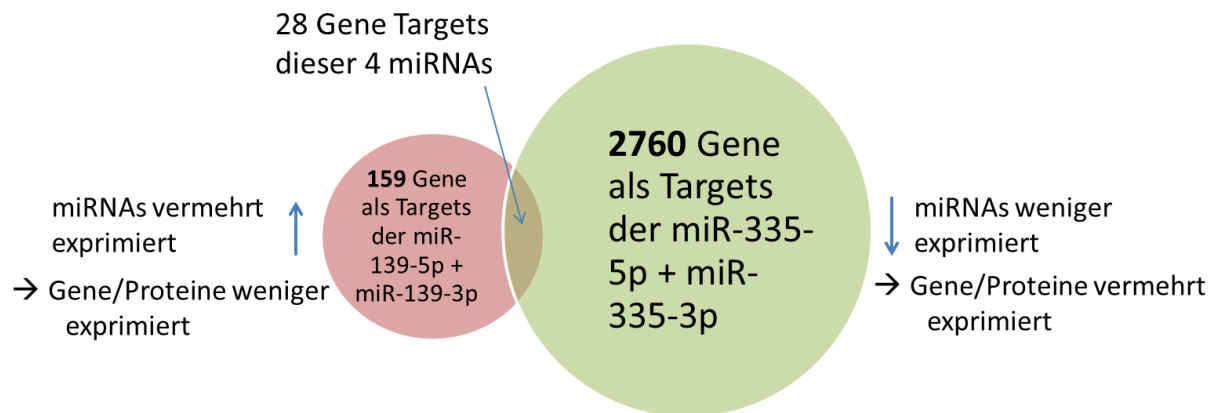 28 Gene Targets
dieser 4 miRNAs
159 Gene
als Targets
der miR-
139-5p +
miR-139-3p
2760 Gene
als Targets
der miR-335-
5p + miR-
335-3p
miRNAs vermehrt
exprimiert
→ Gene/Proteine weniger
exprimiert
miRNAs weniger
exprimiert
→ Gene/Proteine vermehrt
exprimiert